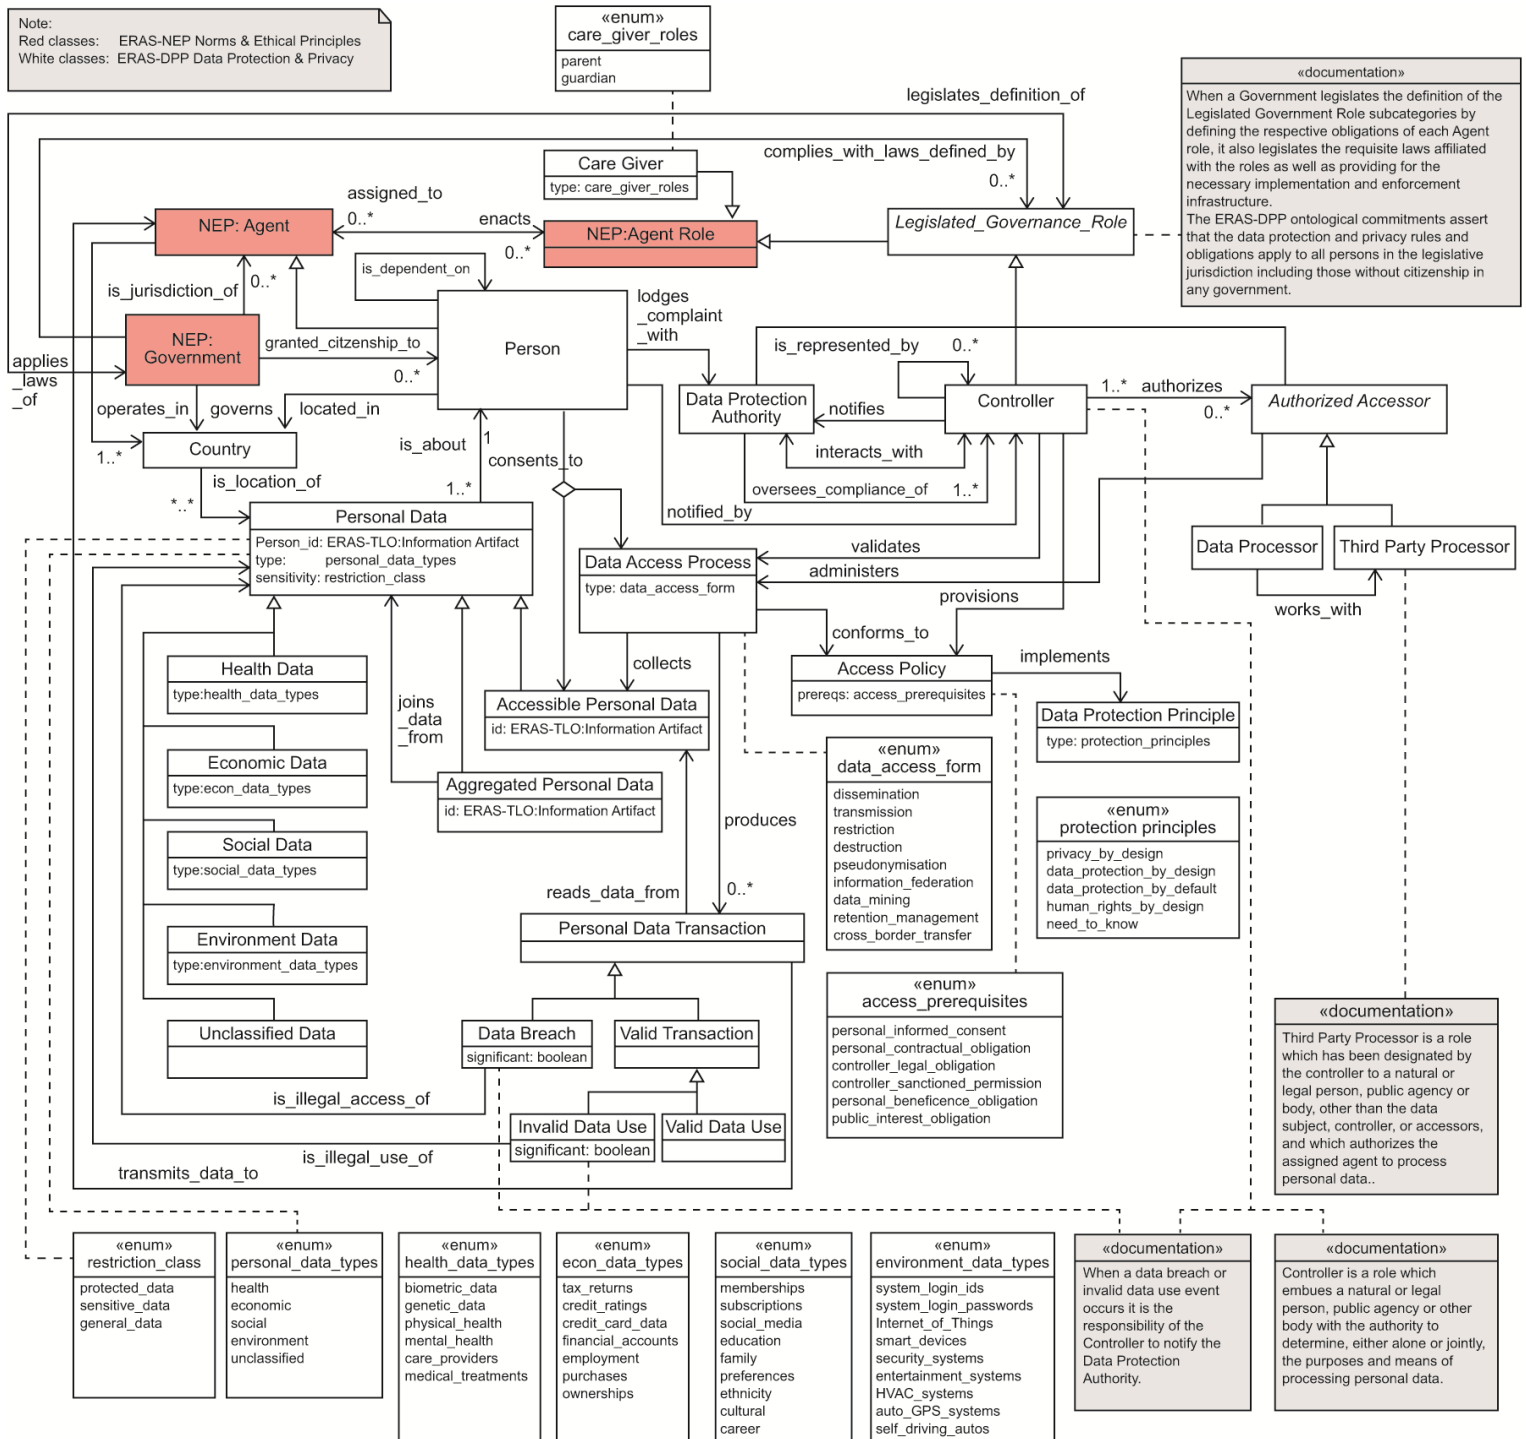 Note:
Red classes: ERAS-NEP Norms & Ethical Principles
White classes: ERAS-DPP Data Protection & Privacy
«enum»
care_giver_roles
parent
guardian
legislates_definition_of
«documentation»
When a Government legislates the definition of the
Legislated Government Role subcategories by
defining the respective obligations of each Agent
role, it also legislates the requisite laws affiliated
with the roles as well as providing for the
necessary implementation and enforcement
infrastructure.
The ERAS-DPP ontological commitments assert
that the data protection and privacy rules and
obligations apply to all persons in the legislative
jurisdiction including those without citizenship in
any government.
complies_with_laws_defined_by
0..*
Care Giver
type: care_giver_roles
assigned_to
0..*
enacts
0..*
NEP: Agent
NEP:Agent Role
Legislated_Governance_Role
is_dependent_on
is_jurisdiction_of
0..*
lodges
_complaint
_with
NEP:
Government
granted_citzenship_to
0..*
Person
is_represented_by
0..*
applies
_laws
_of
operates_in
governs
located_in
Data Protection
Authority
notifies
Controller
1..*
authorizes
0..*
Authorized Accessor
1..*
Country
is_about
1
consents_to
interacts_with
is_location_of
*..*
1..*
oversees_compliance_of
1..*
notified_by
Personal Data
Person_id: ERAS-TLO:Information Artifact
type: personal_data_types
sensitivity: restriction_class
Data Access Process
type: data_access_form
validates
administers
provisions
Data Processor
Third Party Processor
works_with
conforms_to
Health Data
type:health_data_types
collects
Access Policy
prereqs: access_prerequisites
implements
joins
_data
_from
Accessible Personal Data
id: ERAS-TLO:Information Artifact
Data Protection Principle
type: protection_principles
Economic Data
type:econ_data_types
Aggregated Personal Data
id: ERAS-TLO:Information Artifact
«enum»
data_access_form
dissemination
transmission
restriction
destruction
pseudonymisation
information_federation
data_mining
retention_management
cross_border_transfer
«enum»
protection principles
privacy_by_design
data_protection_by_design
data_protection_by_default
human_rights_by_design
need_to_know
produces
0..*
Social Data
type:social_data_types
reads_data_from
Environment Data
type:environment_data_types
Personal Data Transaction
«enum»
access_prerequisites
personal_informed_consent
personal_contractual_obligation
controller_legal_obligation
controller_sanctioned_permission
personal_beneficence_obligation
public_interest_obligation
Unclassified Data
Data Breach
significant: boolean
Valid Transaction
«documentation»
Third Party Processor is a role
which has been designated by
the controller to a natural or
legal person, public agency or
body, other than the data
subject, controller, or accessors,
and which authorizes the
assigned agent to process
personal data..
is_illegal_access_of
Invalid Data Use
significant: boolean
Valid Data Use
is_illegal_use_of
transmits_data_to
«enum»
restriction_class
protected_data
sensitive_data
general_data
«enum»
personal_data_types
health
economic
social
environment
unclassified
«enum»
health_data_types
biometric_data
genetic_data
physical_health
mental_health
care_providers
medical_treatments
«enum»
econ_data_types
tax_returns
credit_ratings
credit_card_data
financial_accounts
employment
purchases
ownerships
«enum»
social_data_types
memberships
subscriptions
social_media
education
family
preferences
ethnicity
cultural
career
«enum»
environment_data_types
system_login_ids
system_login_passwords
Internet_of_Things
smart_devices
security_systems
entertainment_systems
HVAC_systems
auto_GPS_systems
self_driving_autos
«documentation»
When a data breach or
invalid data use event
occurs it is the
responsibility of the
Controller to notify the
Data Protection
Authority.
«documentation»
Controller is a role which
embues a natural or legal
person, public agency or other
body with the authority to
determine, either alone or jointly,
the purposes and means of
processing personal data.